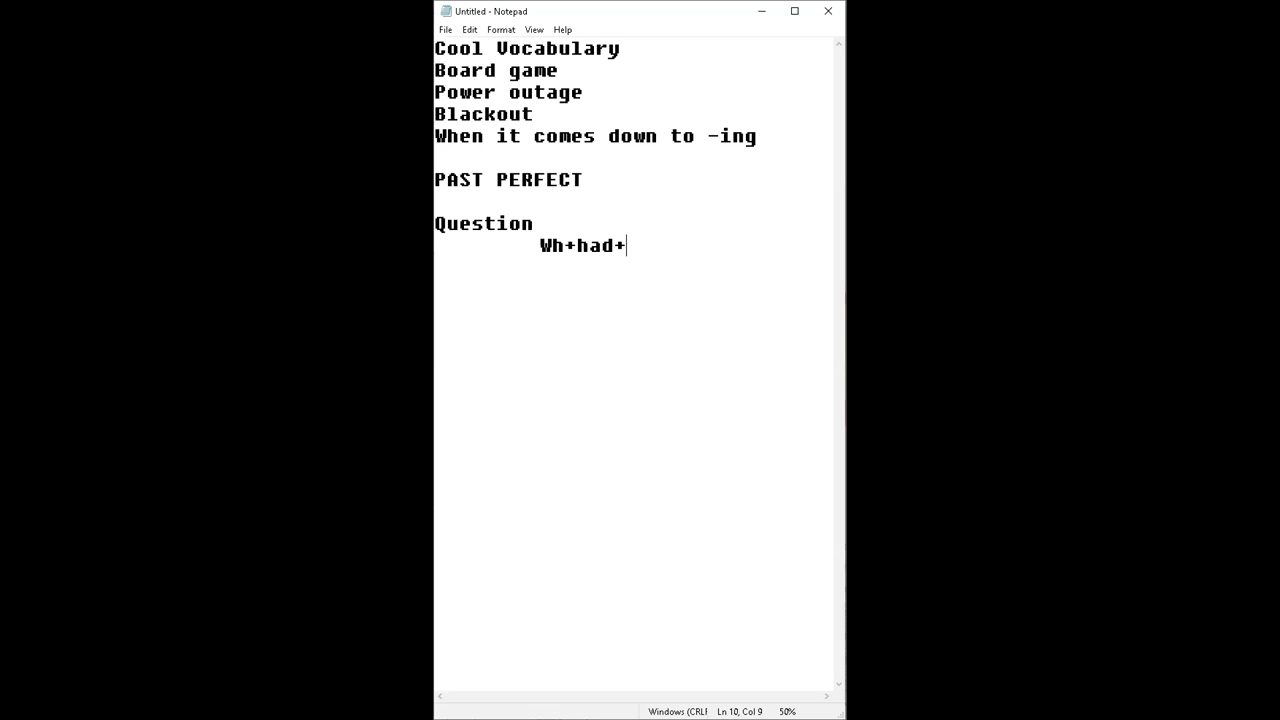 Untitled - Notepad
File Edit Format View Help
Cool Vocabulary
Board game
Power outage
Blackout
When it comes down to -ing
PAST PERFECT
Question
Wh+had+
Windows (CRLF Ln 10, Col 9 50%